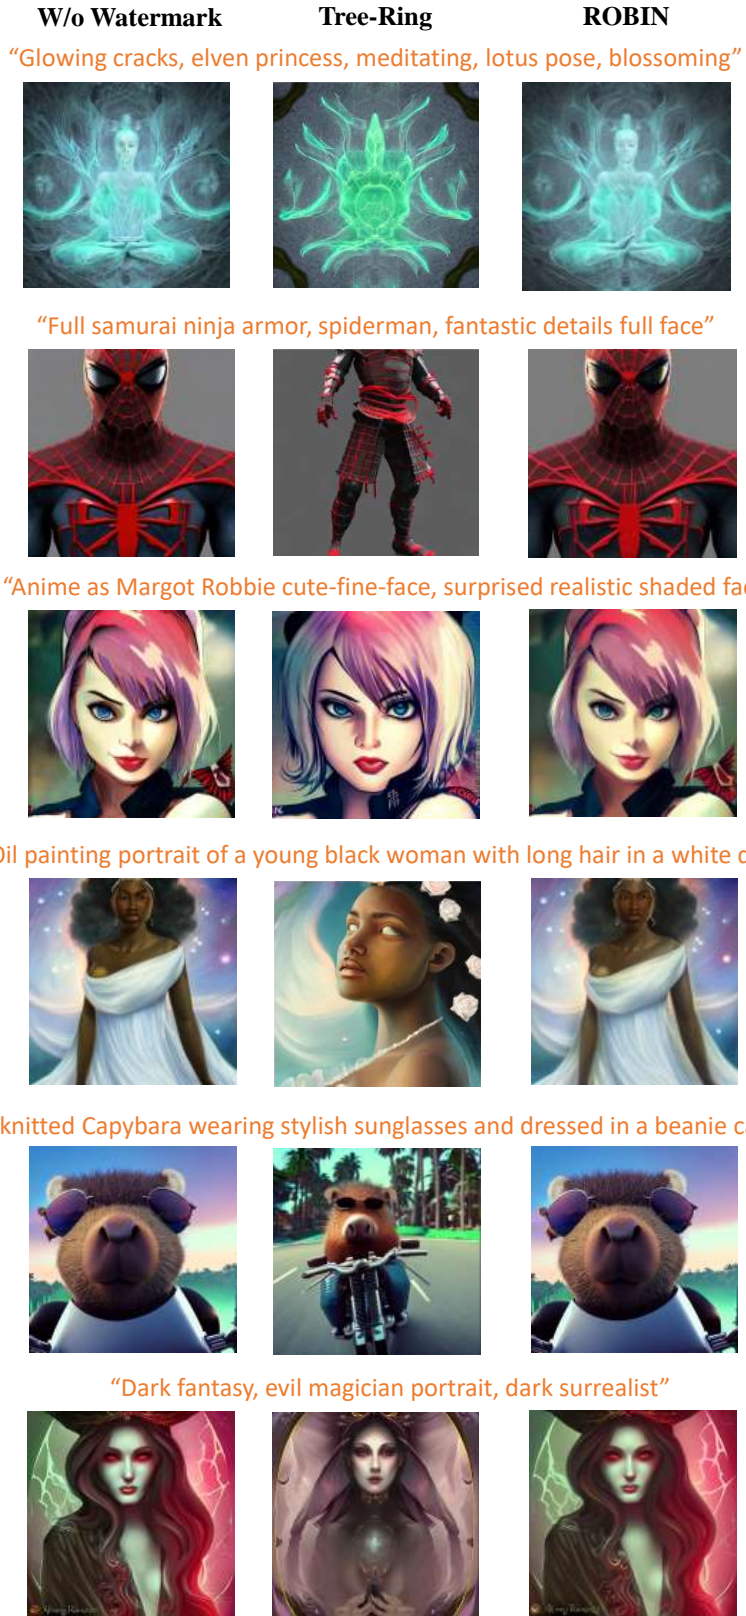 W/o Watermark Tree-Ring ROBIN
“Glowing cracks, elven princess, meditating, lotus pose, blossoming”
“Full samurai ninja armor, spiderman, fantastic details full face”
“Anime as Margot Robbie cute-fine-face, surprised realistic shaded fac
Oil painting portrait of a young black woman with long hair in a white d
knitted Capybara wearing stylish sunglasses and dressed in a beanie ca
“Dark fantasy, evil magician portrait, dark surrealist”